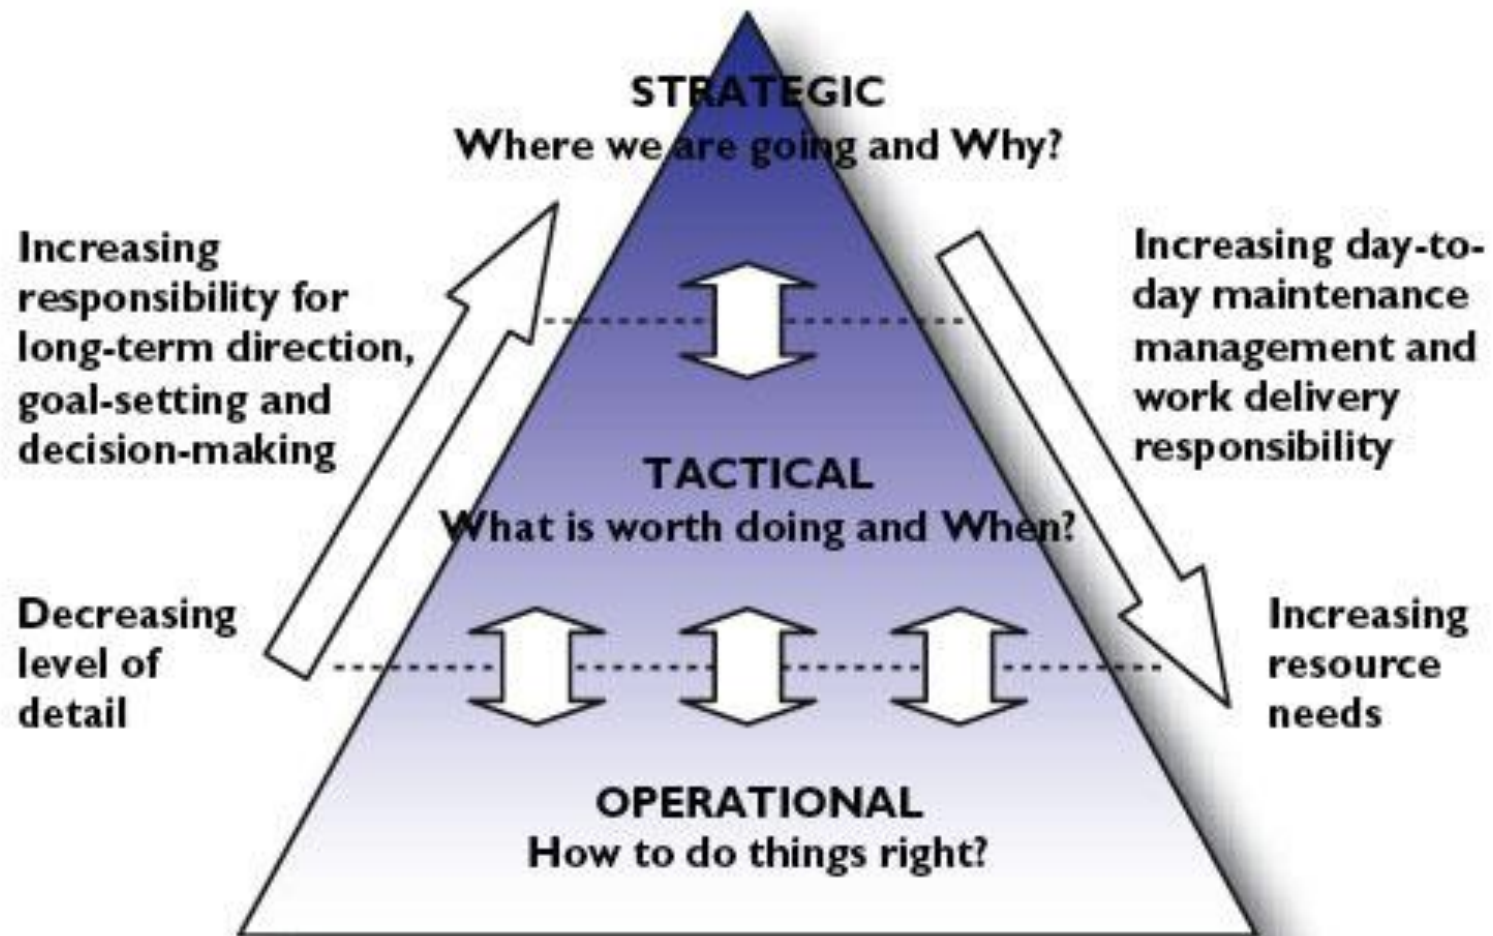 STRATEGIC
Where we are going and Why?
Increasing
responsibility for
long-term direction,
goal-setting and
decision-making
Increasing day-to-
day maintenance
management and
work delivery
responsibility
TACTICAL
What is worth doing and When?
Decreasing
level of
detail
Increasing
resource
needs
OPERATIONAL
How to do things right?